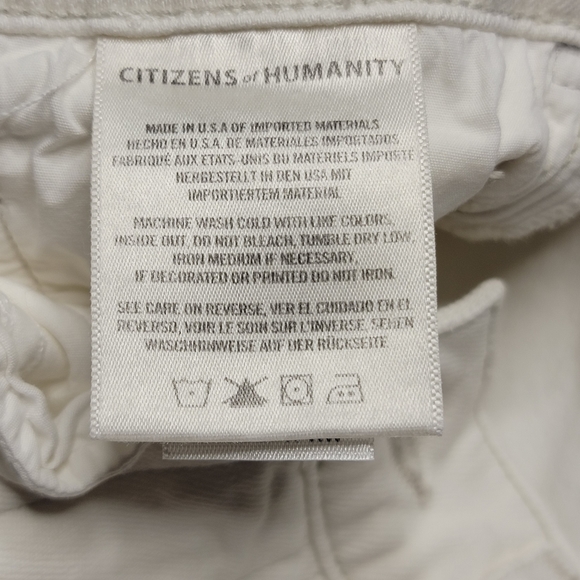 CITIZENS of HUMANITY
MADE IN U.S.A OF IMPORTED MATERIALS
HECHO EN U.S.A. DE MATERIALES IMPORTADOS
FABRIQUÉ AUX ETATS-UNIS DU MATERIELS IMPORTE
HERGESTELLT IN DEN USA MIT
IMPORTIERTEM MATERIAL
MACHINE WASH COLD WITH LIKE COLORS,
INSIDE OUT, DO NOT BLEACH, TUMBLE DRY LOW,
IRON MEDIUM IF NECESSARY.
IF DECORATED OR PRINTED DO NOT IRON.
SEE CARE ON REVERSE, VER EL CUIDADO EN EL
REVERSO, VOIR LE SOIN SUR L'INVERSE, SEHEN
WASCHHINWEISE AUF DER RÜCKSEITE